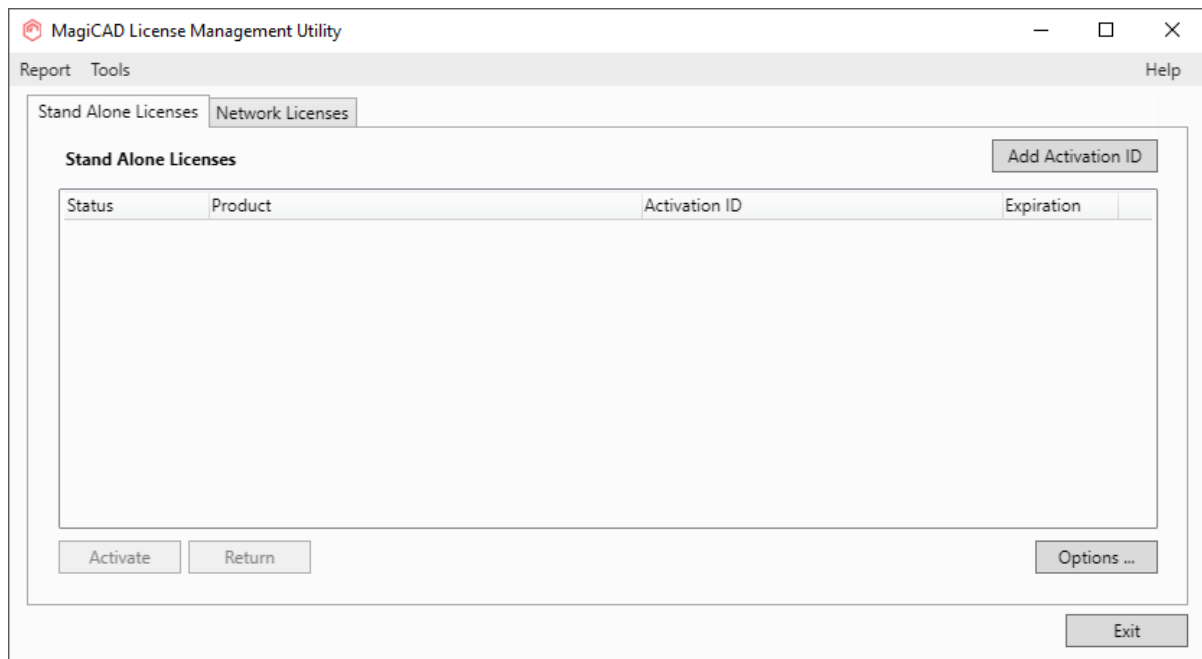 MagiCAD License Management Utility
Report Tools Help
Stand Alone Licenses Network Licenses
Stand Alone Licenses Add Activation ID
Status Product Activation ID Expiration
Activate Return Options ...
Exit